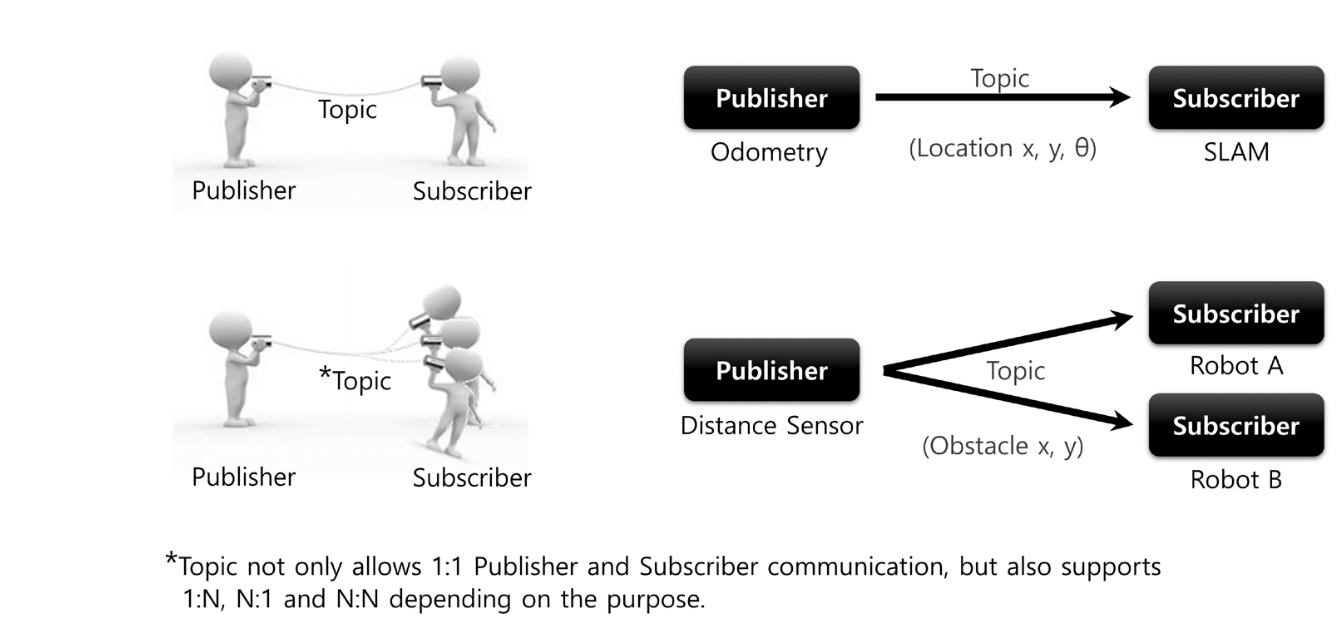 Topic
Publisher
Subscriber
Publisher
Topic
Subscriber
Odometry
(Location x, y, θ)
SLAM
*Topic
Publisher
Subscriber
Publisher
Distance Sensor
Topic
(Obstacle x, y)
Subscriber
Robot A
Subscriber
Robot B
*Topic not only allows 1:1 Publisher and Subscriber communication, but also supports
1:N, N:1 and N:N depending on the purpose.